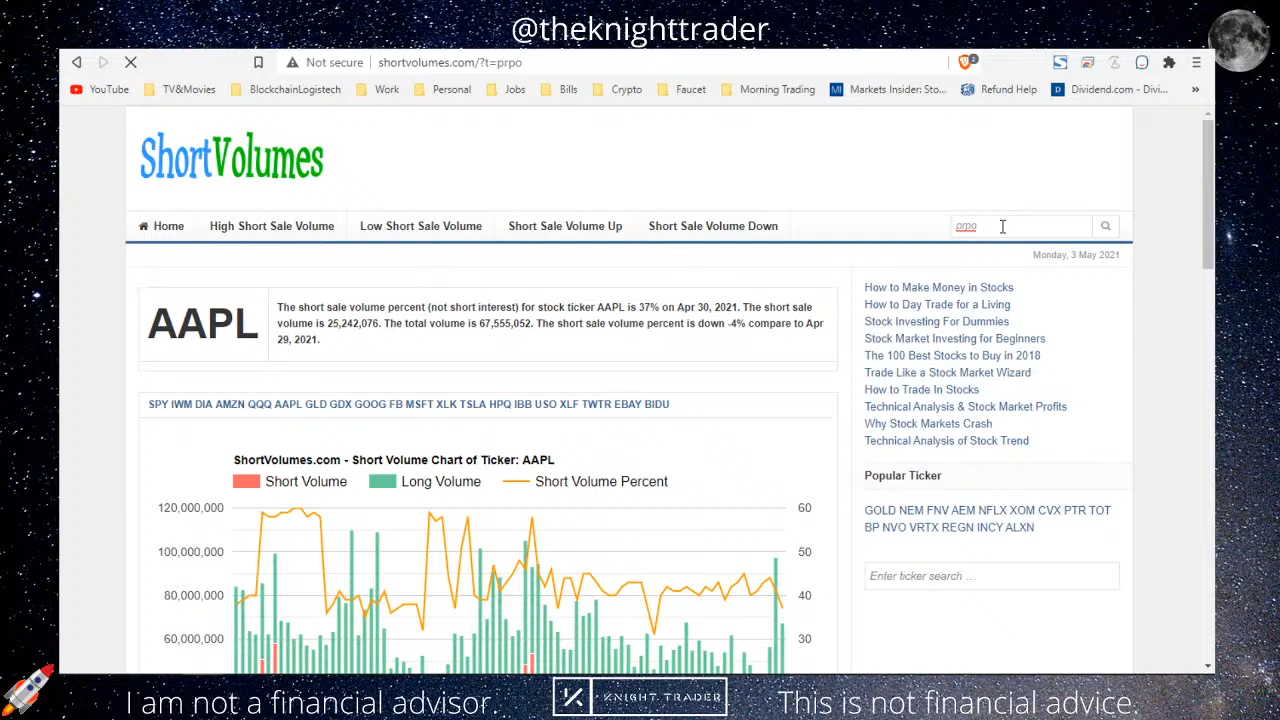 @theknighttrader
Not secure shortvolumes.com/?t=prpo 2
YouTube TV&Movies BlockchainLogistech Work Personal Jobs Bills Crypto Faucet Morning Trading MI Markets Insider: Sto... Refund Help D Dividend.com - Divi... »
ShortVolumes
Home High Short Sale Volume Low Short Sale Volume Short Sale Volume Up Short Sale Volume Down prpo
Monday, 3 May 2021
AAPL
The short sale volume percent (not short interest) for stock ticker AAPL is 37% on Apr 30, 2021. The short sale
volume is 25,242,076. The total volume is 67,555,052. The short sale volume percent is down -4% compare to Apr
29, 2021.
SPY IWM DIA AMZN QQQ AAPL GLD GDX GOOG FB MSFT XLK TSLA HPQ IBB USO XLF TWTR EBAY BIDU
ShortVolumes.com - Short Volume Chart of Ticker: AAPL
Short Volume Long Volume Short Volume Percent
120,000,000 60
100,000,000 50
80,000,000 40
60,000,000 30
How to Make Money in Stocks
How to Day Trade for a Living
Stock Investing For Dummies
Stock Market Investing for Beginners
The 100 Best Stocks to Buy in 2018
Trade Like a Stock Market Wizard
How to Trade In Stocks
Technical Analysis & Stock Market Profits
Why Stock Markets Crash
Technical Analysis of Stock Trend
Popular Ticker
GOLD NEM FNV AEM NFLX XOM CVX PTR TOT
BP NVO VRTX REGN INCY ALXN
Enter ticker search …
I am not a financial advisor. KNIGHT TRADER This is not financial advice.